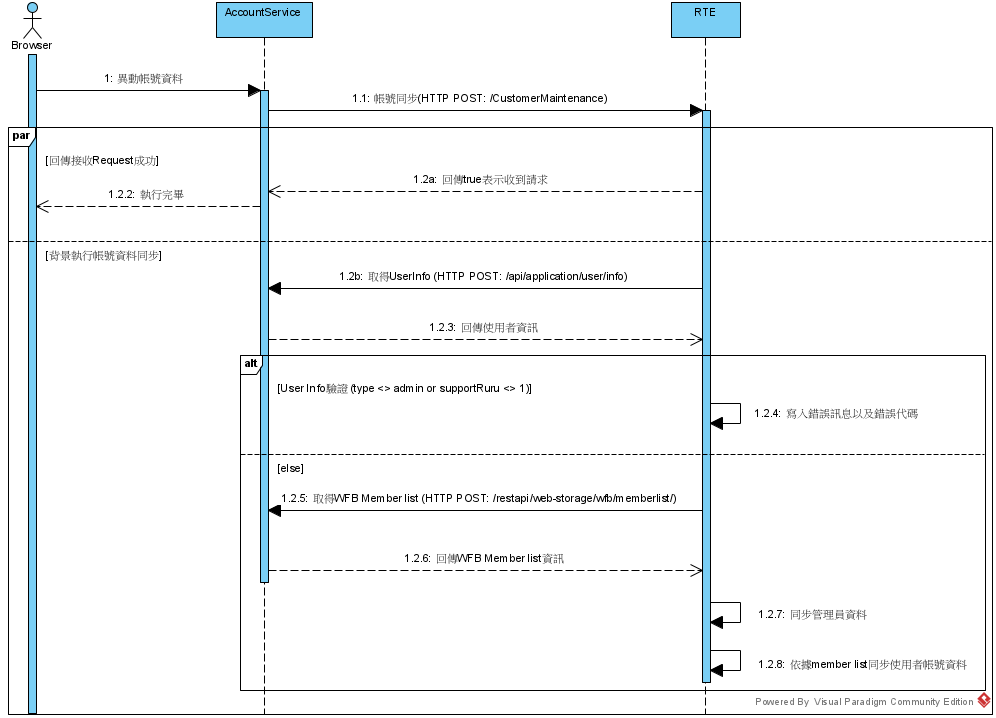 AccountService
RTE
Browser
1: 異動帳號資料
1.1: 帳號同步(HTTP POST: /CustomerMaintenance)
par
[回傳接收Request成功]
1.2a: 回傳true表示收到請求
1.2.2: 執行完畢
[背景執行帳號資料同步]
1.2b: 取得UserInfo (HTTP POST: /api/application/user/info)
1.2.3: 回傳使用者資訊
alt
[User Info驗證 (type <> admin or supportRuru <> 1)]
1.2.4: 寫入錯誤訊息以及錯誤代碼
[else]
1.2.5: 取得WFB Member list (HTTP POST: /restapi/web-storage/wfb/memberlist/)
1.2.6: 回傳WFB Member list資訊
1.2.7: 同步管理員資料
1.2.8: 依據member list同步使用者帳號資料
Powered By Visual Paradigm Community Edition